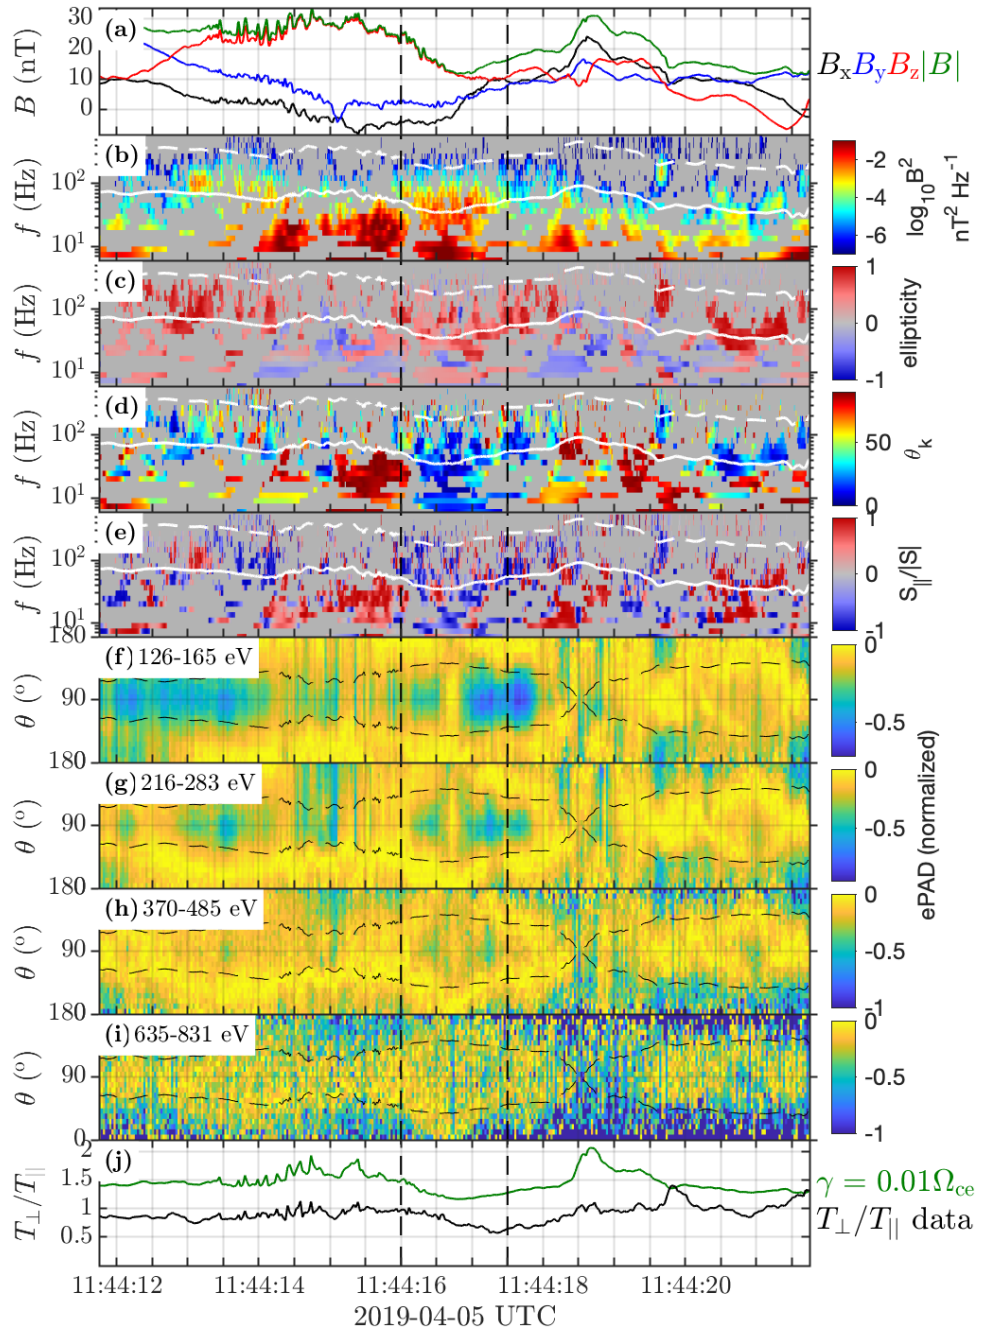 (a)
B (nT)
30
20
10
0
BxByBz|B|
(b)
f (Hz)
10²
10¹
-2
-4
-6
log10B²
nT² Hz⁻¹
(c)
f (Hz)
10²
10¹
1
0
-1
ellipticity
(d)
f (Hz)
10²
10¹
50
0
θk
(e)
f (Hz)
10²
10¹
1
0
-1
S||/|S|
(f) 126-165 eV
θ (º)
180
90
180
0
-0.5
(g) 216-283 eV
θ (º)
90
180
0
-0.5
ePAD (normalized)
(h) 370-485 eV
θ (º)
90
180
0
-0.5
-1
(i) 635-831 eV
θ (º)
90
0
0
-0.5
-1
(j)
T⊥/T||
2
1.5
1
0.5
γ = 0.01Ωce
T⊥/T|| data
11:44:12 11:44:14 11:44:16 11:44:18 11:44:20
2019-04-05 UTC